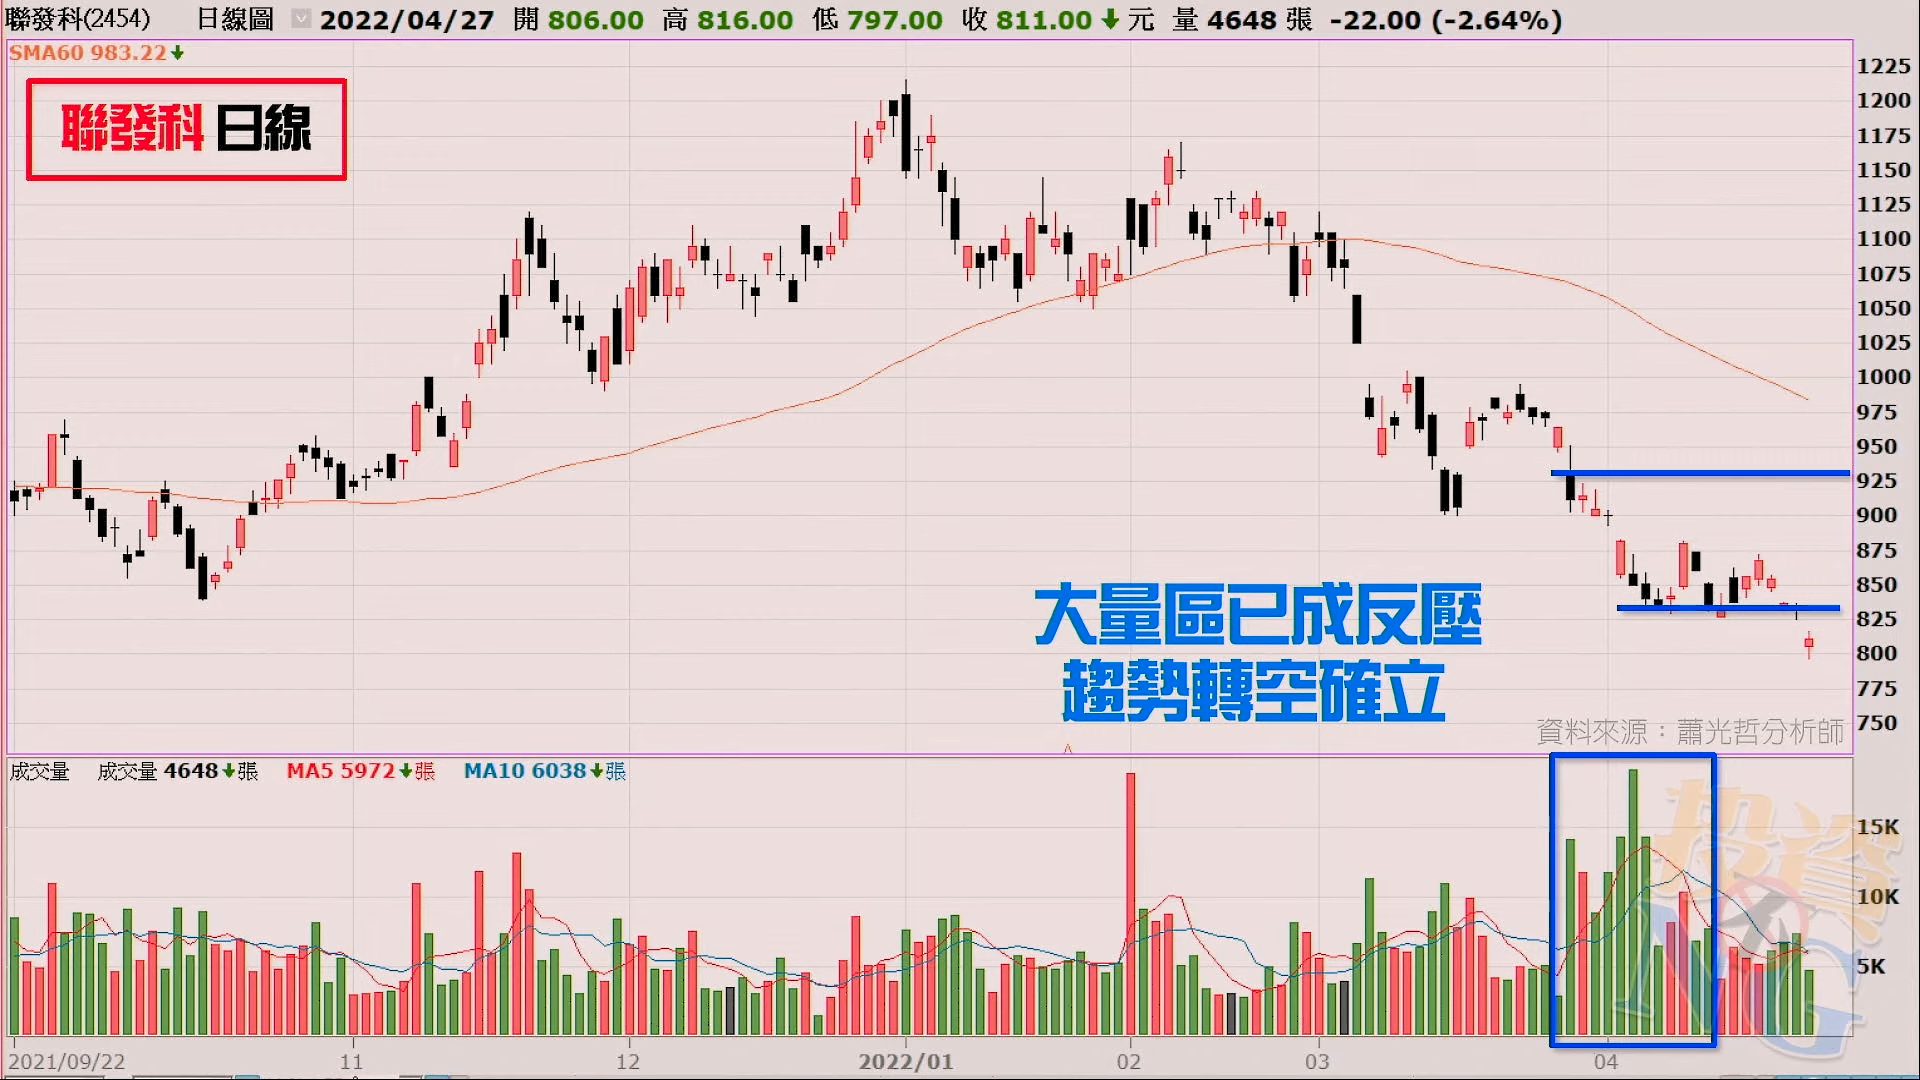 聯發科(2454) 日線圖 2022/04/27 開 806.00 高 816.00 低 797.00 收 811.00↓ 元 量 4648 張 -22.00 (-2.64%)
SMA60 983.22↓
聯發科 日線
1225
1200
1175
1150
1125
1100
1075
1050
1025
1000
975
950
925
900
875
850
825
800
775
750
大量區已成反壓
趨勢轉空確立
資料來源：蕭光哲分析師
成交量 成交量 4648↓張 MA5 5972↓張 MA10 6038↓張
15K
10K
5K
投資
NG
2021/09/22 11 12 2022/01 02 03 04